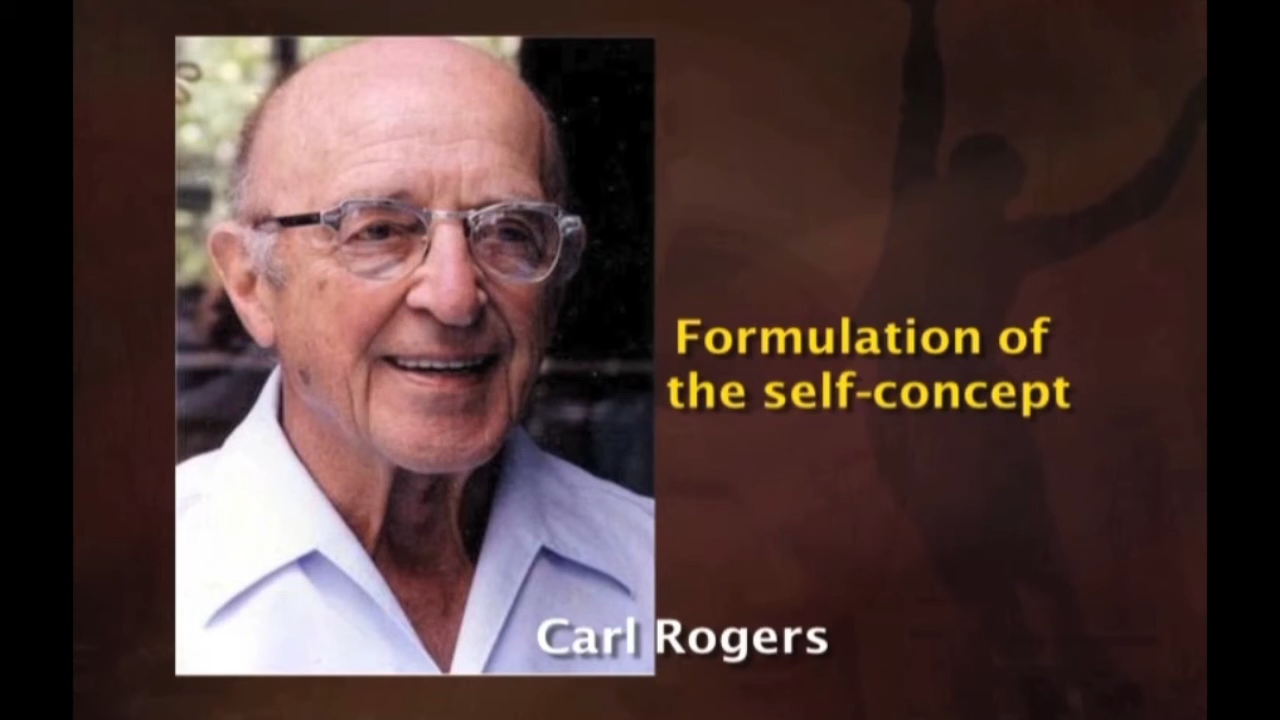 Formulation of
the self-concept
Carl Rogers